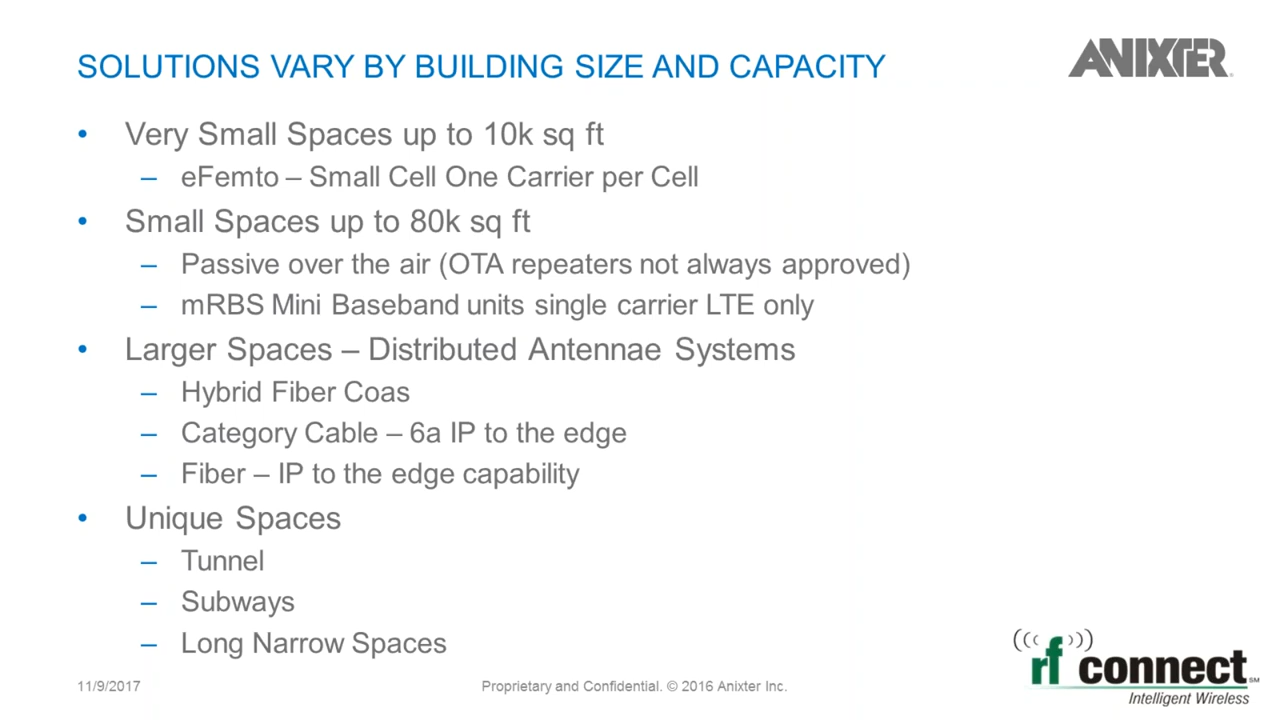 SOLUTIONS VARY BY BUILDING SIZE AND CAPACITY
ANIXTER
• Very Small Spaces up to 10k sq ft
– eFemto – Small Cell One Carrier per Cell
• Small Spaces up to 80k sq ft
– Passive over the air (OTA repeaters not always approved)
– mRBS Mini Baseband units single carrier LTE only
• Larger Spaces – Distributed Antennae Systems
– Hybrid Fiber Coas
– Category Cable – 6a IP to the edge
– Fiber – IP to the edge capability
• Unique Spaces
– Tunnel
– Subways
– Long Narrow Spaces
11/9/2017
Proprietary and Confidential. © 2016 Anixter Inc.
rf connect SM
Intelligent Wireless